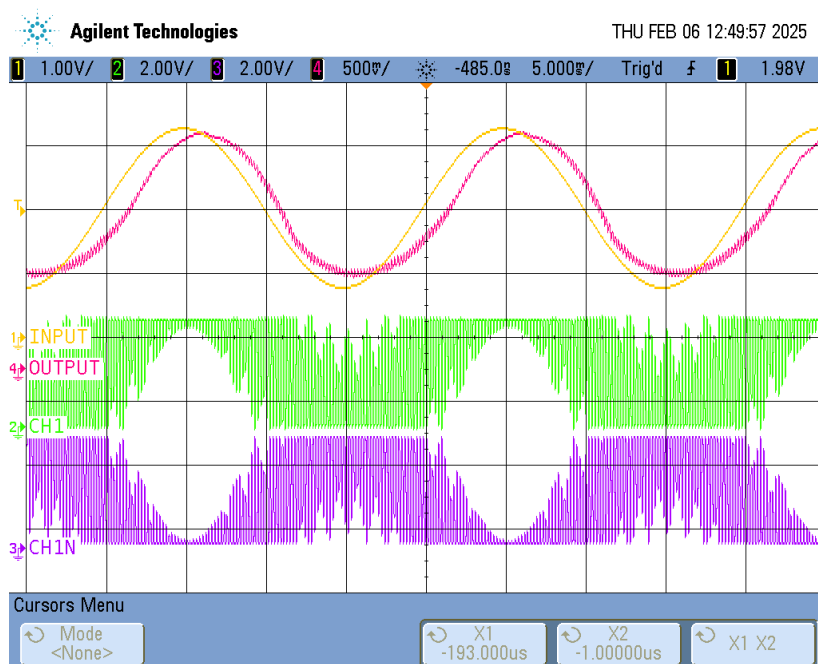 Agilent Technologies THU FEB 06 12:49:57 2025
1 1.00V/ 2 2.00V/ 3 2.00V/ 4 500mV/ -485.0s 5.000s/ Trig'd 1 1.98V
T
1 INPUT
4 OUTPUT
2 CH1
3 CH1N
Cursors Menu
Mode
<None>
X1
-193.000us
X2
-1.00000us
X1 X2